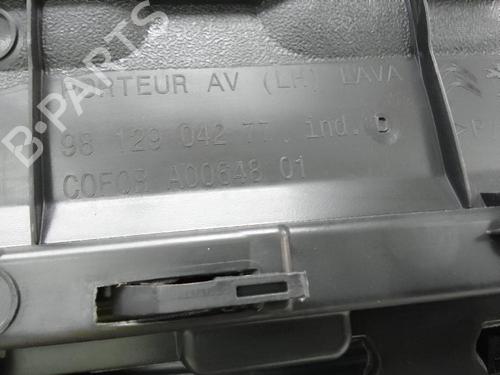 PORTEUR AV (LH) LAVA
98 129 042 77. ind. D
COFOR A00648 01
B-PARTS